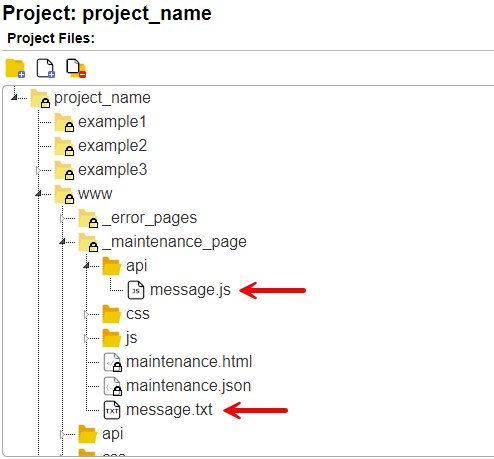 Project: project_name
Project Files:
project_name
example1
example2
example3
www
_error_pages
_maintenance_page
api
JS message.js
css
js
maintenance.html
maintenance.json
TXT message.txt
api